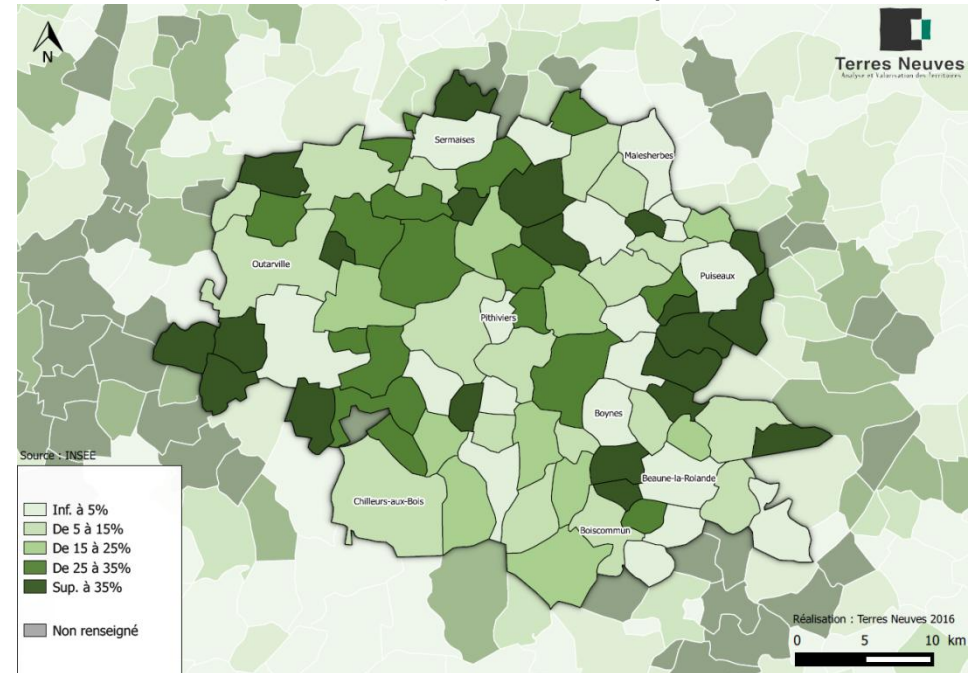 N
Terres Neuves
Analyse et Valorisation des Territoires
Sermaises
Malesherbes
Outarville
Puiseaux
Pithiviers
Boynes
Source : INSEE
Beaune-la-Rolande
Chilleurs-aux-Bois
Boiscommun
Inf. à 5%
De 5 à 15%
De 15 à 25%
De 25 à 35%
Sup. à 35%
Non renseigné
Réalisation : Terres Neuves 2016
0 5 10 km